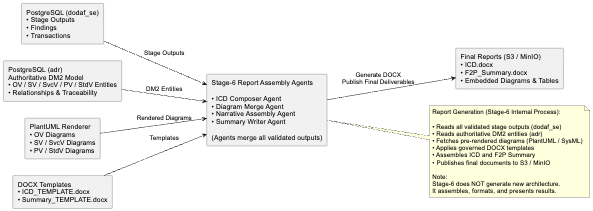 PostgreSQL (dodaf_se)
• Stage Outputs
• Findings
• Transactions
Stage Outputs
PostgreSQL (adr)
Authoritative DM2 Model
• OV / SV / SvcV / PV / StdV Entities
• Relationships & Traceability
DM2 Entities
PlantUML Renderer
• OV Diagrams
• SV / SvcV Diagrams
• PV / StdV Diagrams
Rendered Diagrams
Templates
DOCX Templates
• ICD_TEMPLATE.docx
• Summary_TEMPLATE.docx
Stage-6 Report Assembly Agents
• ICD Composer Agent
• Diagram Merge Agent
• Narrative Assembly Agent
• Summary Writer Agent
(Agents merge all validated outputs)
Generate DOCX
Publish Final Deliverables
Final Reports (S3 / MinIO)
• ICD.docx
• F2P_Summary.docx
• Embedded Diagrams & Tables
Report Generation (Stage-6 Internal Process):
• Reads all validated stage outputs (dodaf_se)
• Reads authoritative DM2 entities (adr)
• Fetches pre-rendered diagrams (PlantUML / SysML)
• Applies governed DOCX templates
• Assembles ICD and F2P Summary
• Publishes final documents to S3 / MinIO
Note:
Stage-6 does NOT generate new architecture.
It assembles, formats, and presents results.